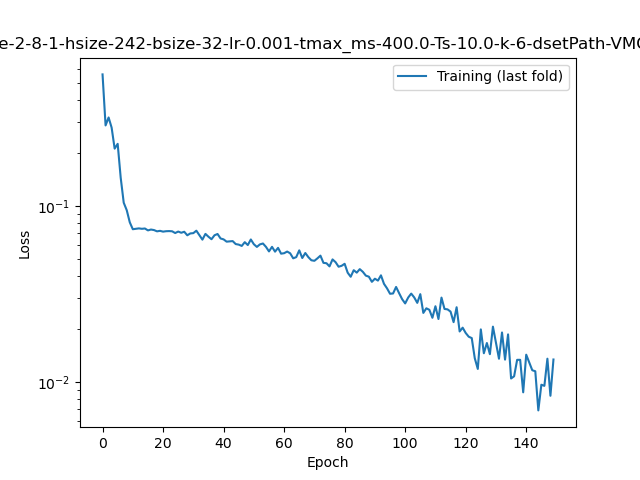 e-2-8-1-hsize-242-bsize-32-lr-0.001-tmax_ms-400.0-Ts-10.0-k-6-dsetPath-VMC
Training (last fold)
Loss
10⁻¹
10⁻²
0 20 40 60 80 100 120 140
Epoch